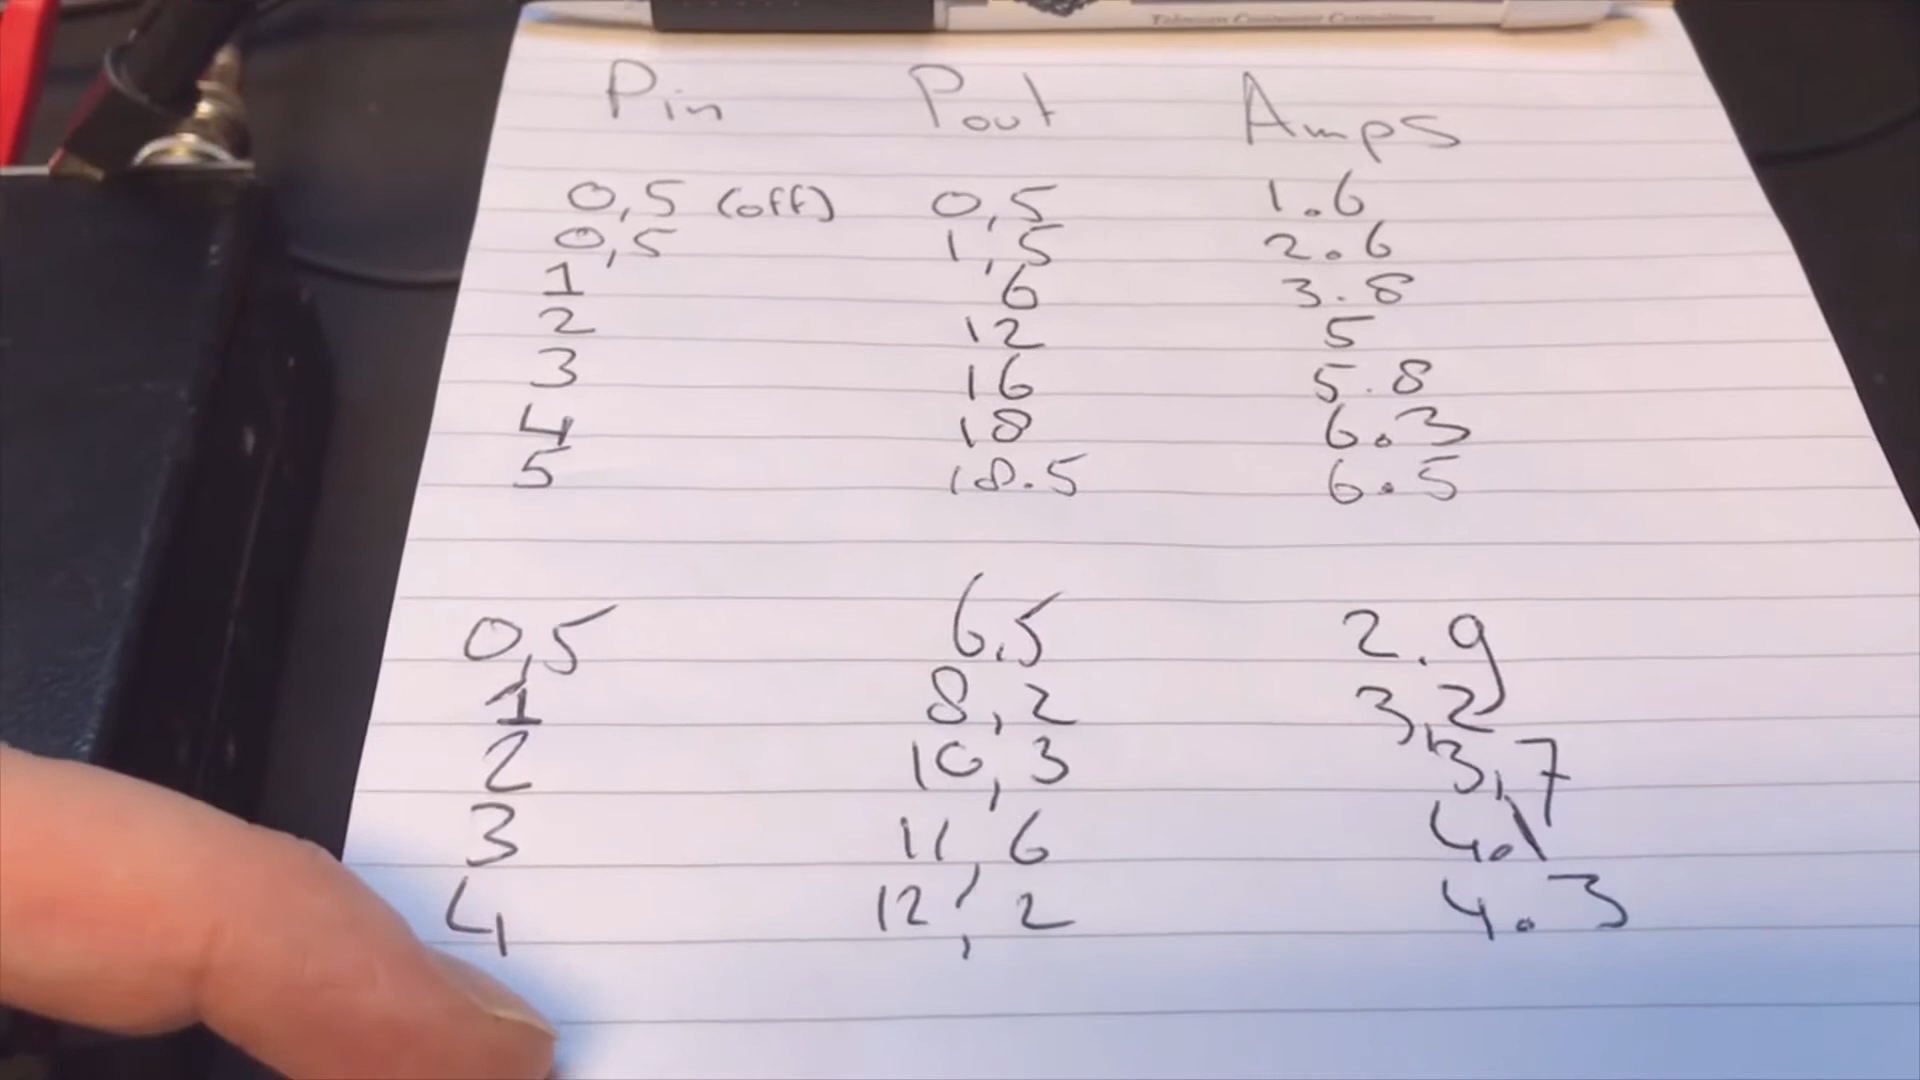 Pin Pout Amps
0,5 (off) 0,5 1.6
0,5 1,5 2.6
1 6 3.8
2 12 5
3 16 5.8
4 18 6.3
5 18.5 6.5
0,5 6.5 2.9
1 8,2 3,2
2 10,3 3,7
3 11,6 4.1
4 12,2 4.3